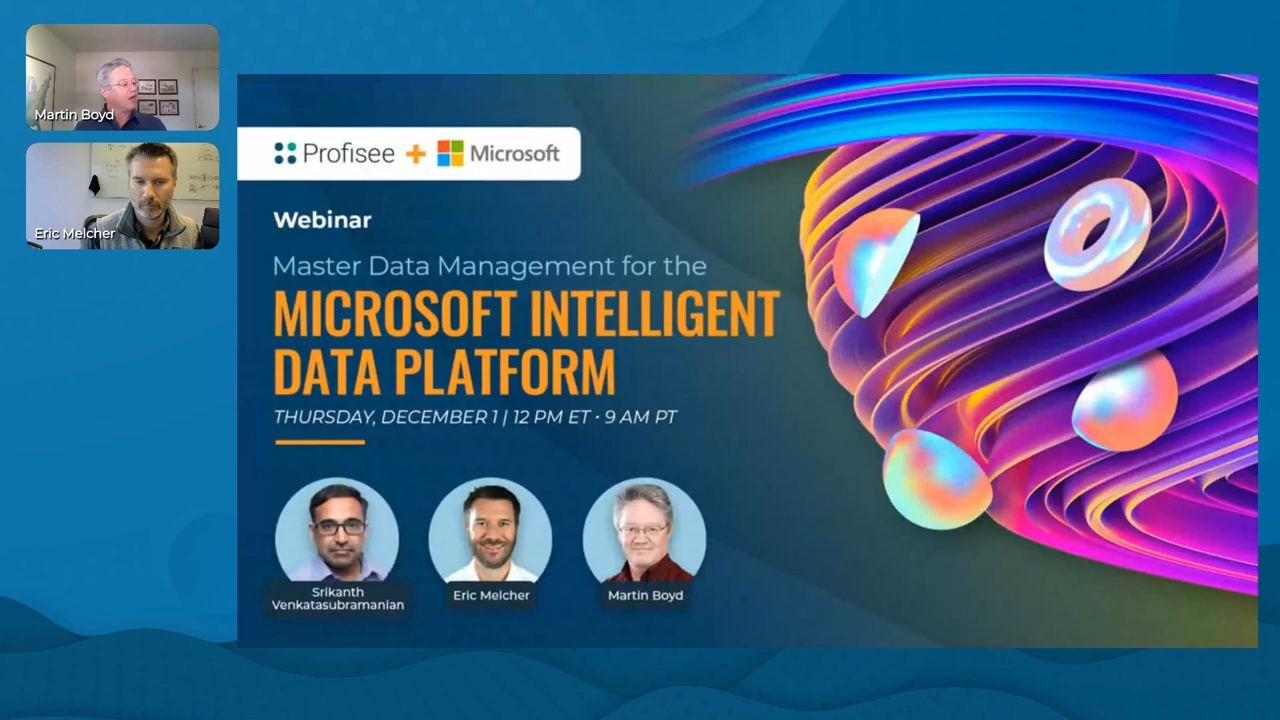 Martin Boyd
Eric Melcher
Profisee + Microsoft
Webinar
Master Data Management for the
MICROSOFT INTELLIGENT
DATA PLATFORM
THURSDAY, DECEMBER 1 | 12 PM ET · 9 AM PT
Srikanth
Venkatasubramanian
Eric Melcher
Martin Boyd